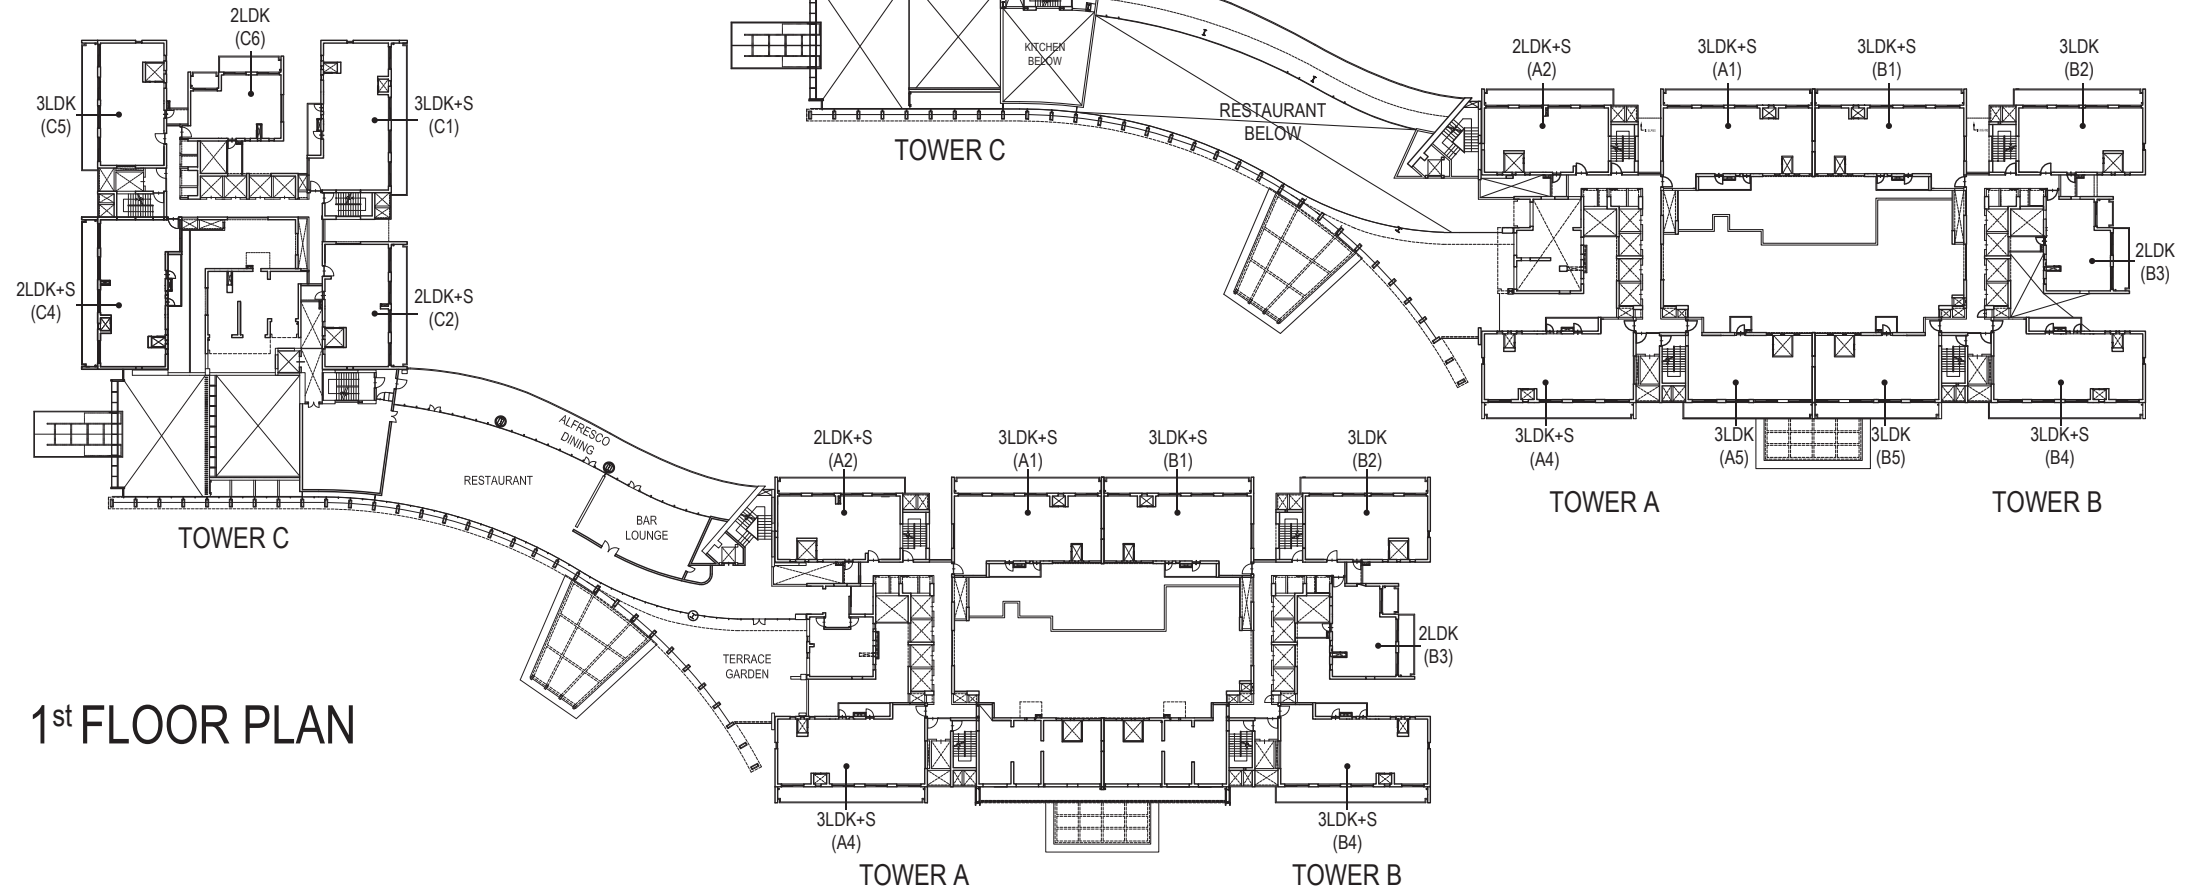 2LDK
(C6)
3LDK
(C5)
3LDK+S
(C1)
2LDK+S
(C4)
2LDK+S
(C2)
TOWER C
ALFRESCO
DINING
RESTAURANT
BAR
LOUNGE
TERRACE
GARDEN
2LDK+S
(A2)
3LDK+S
(A1)
3LDK+S
(B1)
3LDK
(B2)
2LDK
(B3)
3LDK+S
(A4)
3LDK+S
(B4)
TOWER A
TOWER B
1st FLOOR PLAN
KITCHEN
BELOW
RESTAURANT
BELOW
TOWER C
2LDK+S
(A2)
3LDK+S
(A1)
3LDK+S
(B1)
3LDK
(B2)
2LDK
(B3)
3LDK+S
(A4)
3LDK
(A5)
3LDK
(B5)
3LDK+S
(B4)
TOWER A
TOWER B